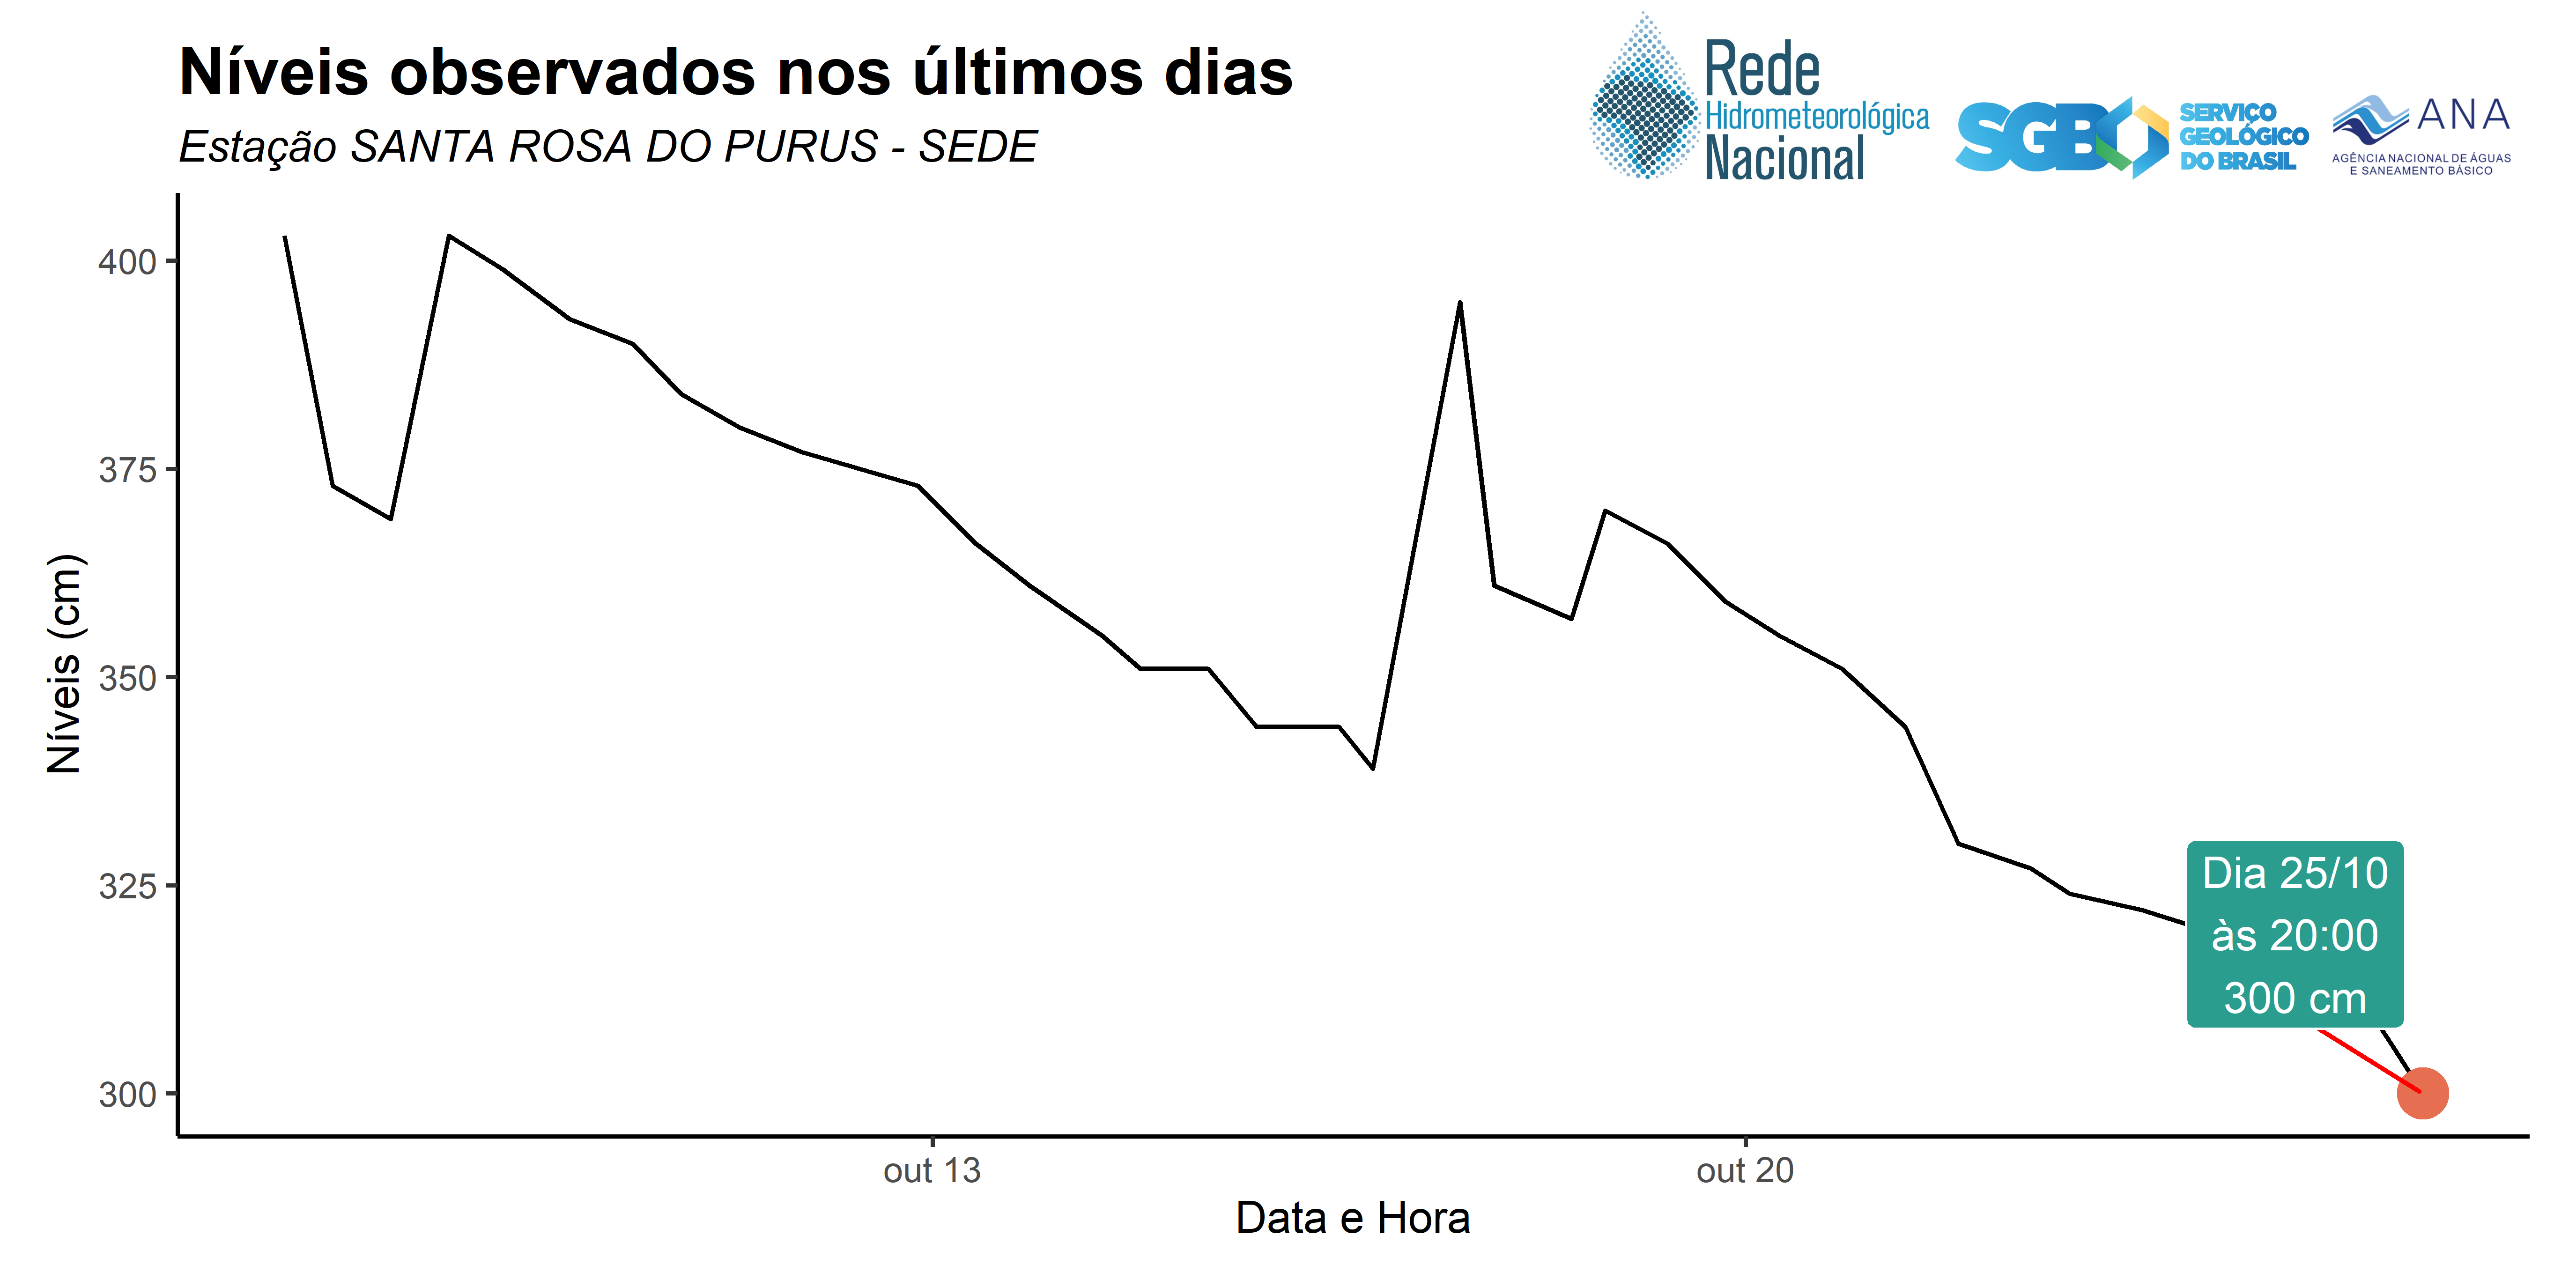 Níveis observados nos últimos dias
Estação SANTA ROSA DO PURUS - SEDE
Rede
Hidrometeorológica
Nacional
SGB
SERVIÇO
GEOLÓGICO
DO BRASIL
ANA
AGÊNCIA NACIONAL DE ÁGUAS
E SANEAMENTO BÁSICO
Níveis (cm)
400
375
350
325
300
Dia 25/10
às 20:00
300 cm
out 13
out 20
Data e Hora